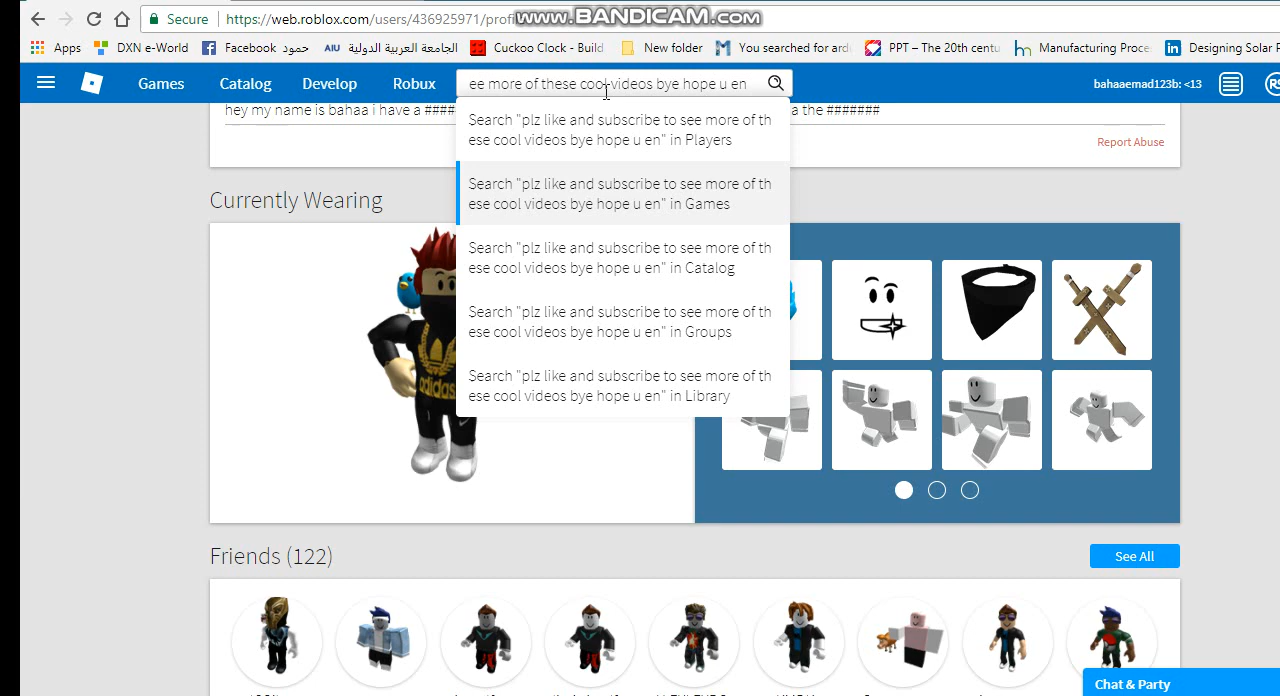 www.BANDICAM.com
Secure https://web.roblox.com/users/436925971/profi
Apps DXN e-World Facebook حمود AIU الجامعة العربية الدولية Cuckoo Clock - Build New folder You searched for ard PPT – The 20th centu Manufacturing Proce Designing Solar P
Games Catalog Develop Robux ee more of these cool videos bye hope u en bahaaemad123b: <13
hey my name is bahaa i have a #### a the #######
Search "plz like and subscribe to see more of th
ese cool videos bye hope u en" in Players
Report Abuse
Search "plz like and subscribe to see more of th
ese cool videos bye hope u en" in Games
Search "plz like and subscribe to see more of th
ese cool videos bye hope u en" in Catalog
Search "plz like and subscribe to see more of th
ese cool videos bye hope u en" in Groups
Search "plz like and subscribe to see more of th
ese cool videos bye hope u en" in Library
Currently Wearing
adidas
Friends (122)
See All
Chat & Party